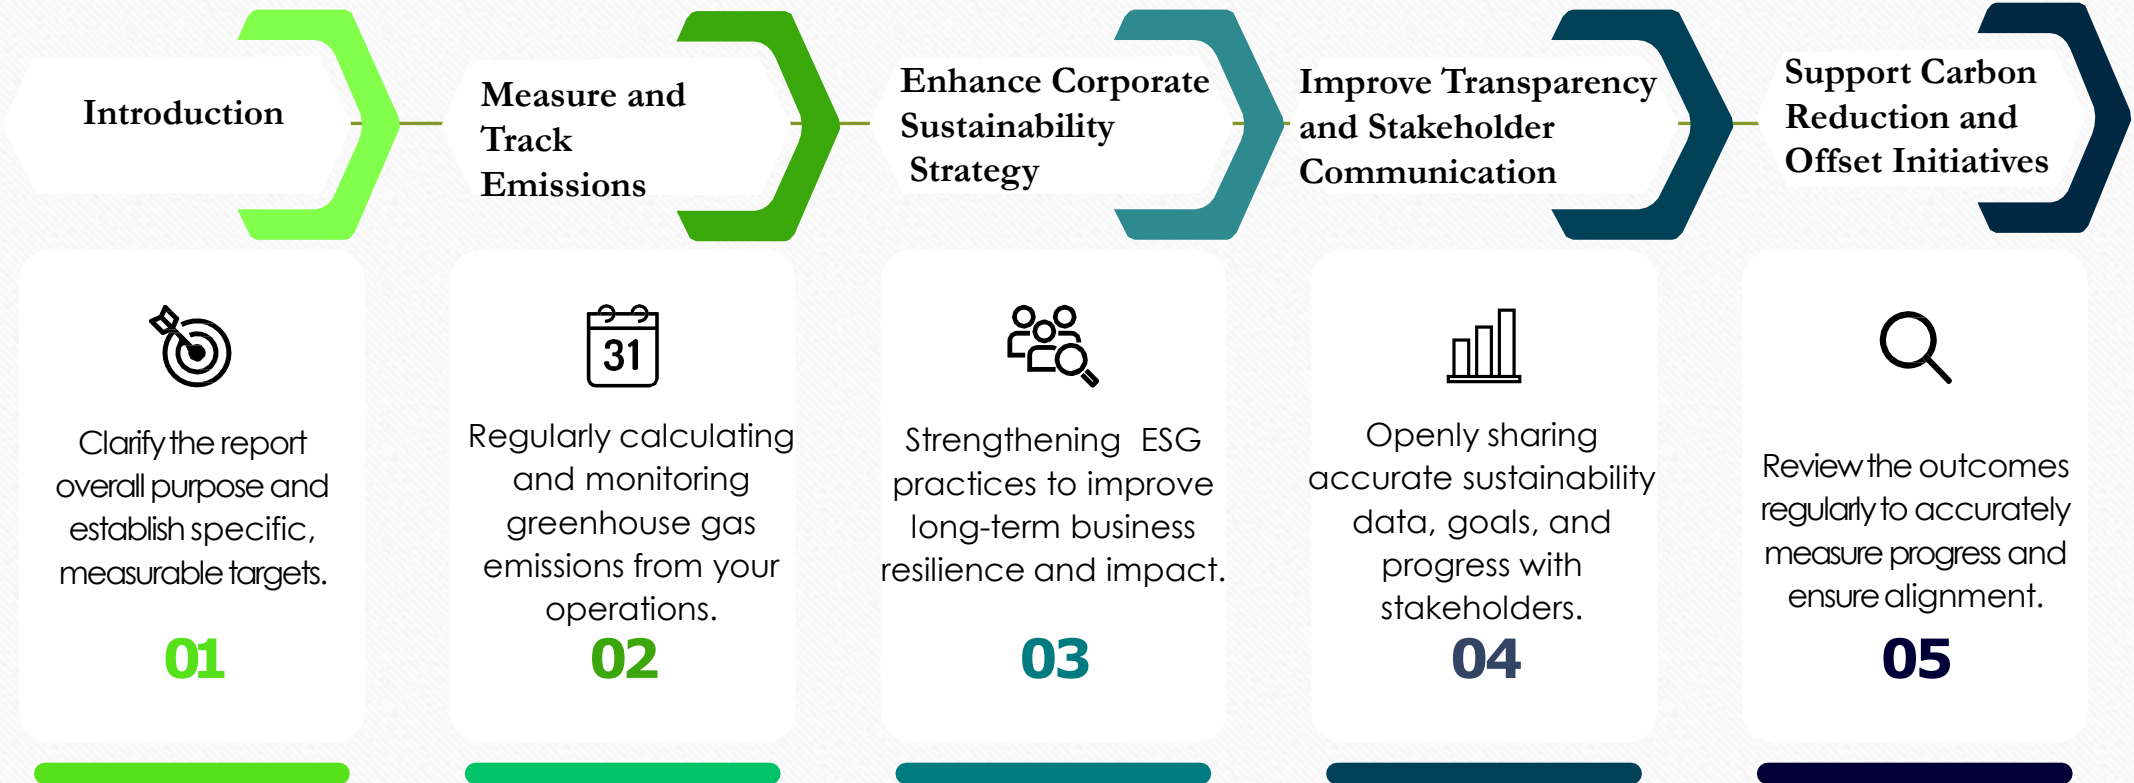 Introduction
Measure and
Track
Emissions
Enhance Corporate
Sustainability
Strategy
Improve Transparency
and Stakeholder
Communication
Support Carbon
Reduction and
Offset Initiatives
Clarify the report
overall purpose and
establish specific,
measurable targets.
01
31
Regularly calculating
and monitoring
greenhouse gas
emissions from your
operations.
02
Strengthening ESG
practices to improve
long-term business
resilience and impact.
03
Openly sharing
accurate sustainability
data, goals, and
progress with
stakeholders.
04
Review the outcomes
regularly to accurately
measure progress and
ensure alignment.
05